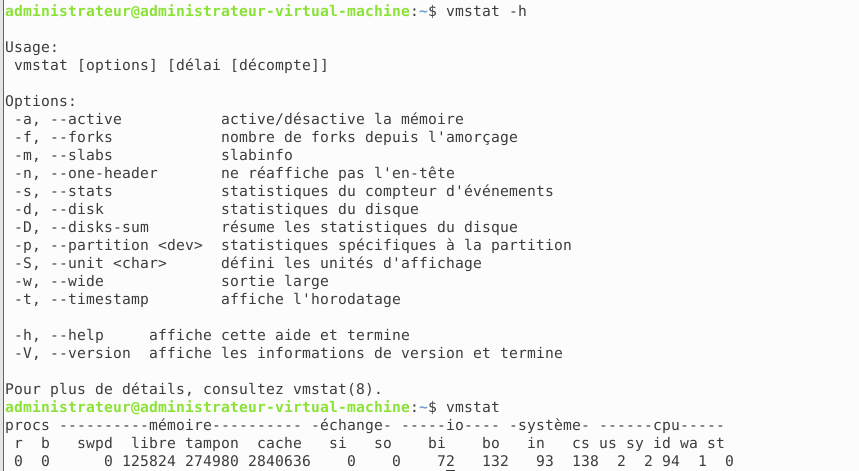 administrateur@administrateur-virtual-machine:~$ vmstat -h
Usage:
 vmstat [options] [délai [décompte]]
Options:
 -a, --active           active/désactive la mémoire
 -f, --forks            nombre de forks depuis l'amorçage
 -m, --slabs            slabinfo
 -n, --one-header       ne réaffiche pas l'en-tête
 -s, --stats            statistiques du compteur d'événements
 -d, --disk             statistiques du disque
 -D, --disks-sum        résume les statistiques du disque
 -p, --partition <dev>  statistiques spécifiques à la partition
 -S, --unit <char>      défini les unités d'affichage
 -w, --wide             sortie large
 -t, --timestamp        affiche l'horodatage
 -h, --help     affiche cette aide et termine
 -V, --version  affiche les informations de version et termine
Pour plus de détails, consultez vmstat(8).
administrateur@administrateur-virtual-machine:~$ vmstat
procs ----------mémoire---------- -échange- -----io---- -système- ------cpu-----
 r  b   swpd  libre tampon  cache   si   so    bi    bo   in   cs us sy id wa st
 0  0      0 125824 274980 2840636    0    0    72   132   93  138  2  2 94  1  0